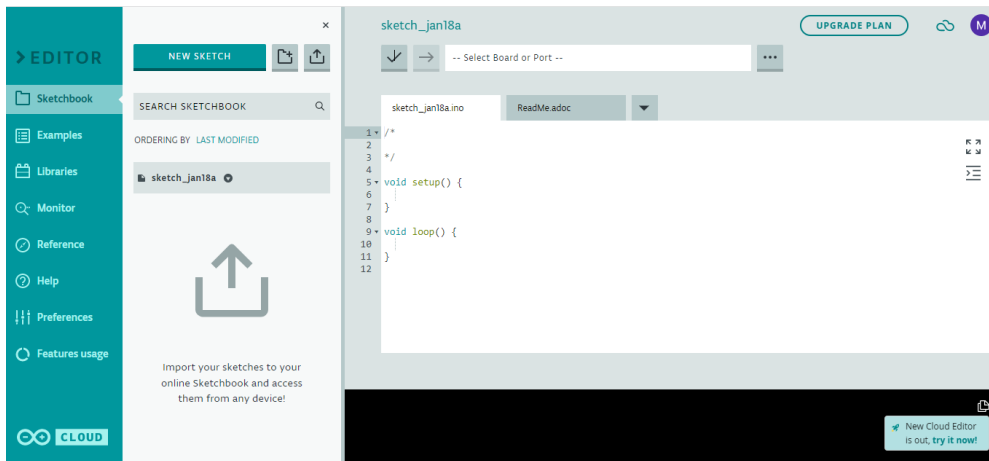 EDITOR
Sketchbook
Examples
Libraries
Monitor
Reference
Help
Preferences
Features usage
CLOUD
×
NEW SKETCH
SEARCH SKETCHBOOK
ORDERING BY LAST MODIFIED
sketch_jan18a
Import your sketches to your
online Sketchbook and access
them from any device!
sketch_jan18a
UPGRADE PLAN
M
-- Select Board or Port --
sketch_jan18a.ino
ReadMe.adoc
1 /*
2
3 */
4
5 void setup() {
6
7 }
8
9 void loop() {
10
11 }
12
New Cloud Editor
is out, try it now!